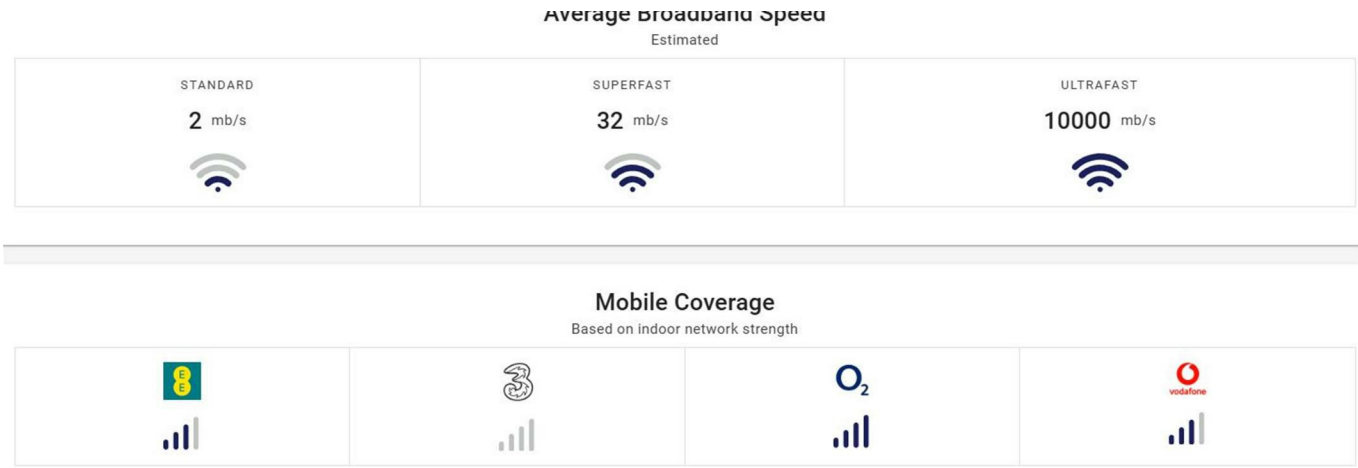 Average Broadband Speed
Estimated
STANDARD
SUPERFAST
ULTRAFAST
2 mb/s
32 mb/s
10000 mb/s
Mobile Coverage
Based on indoor network strength
E
E
3
O2
vodafone